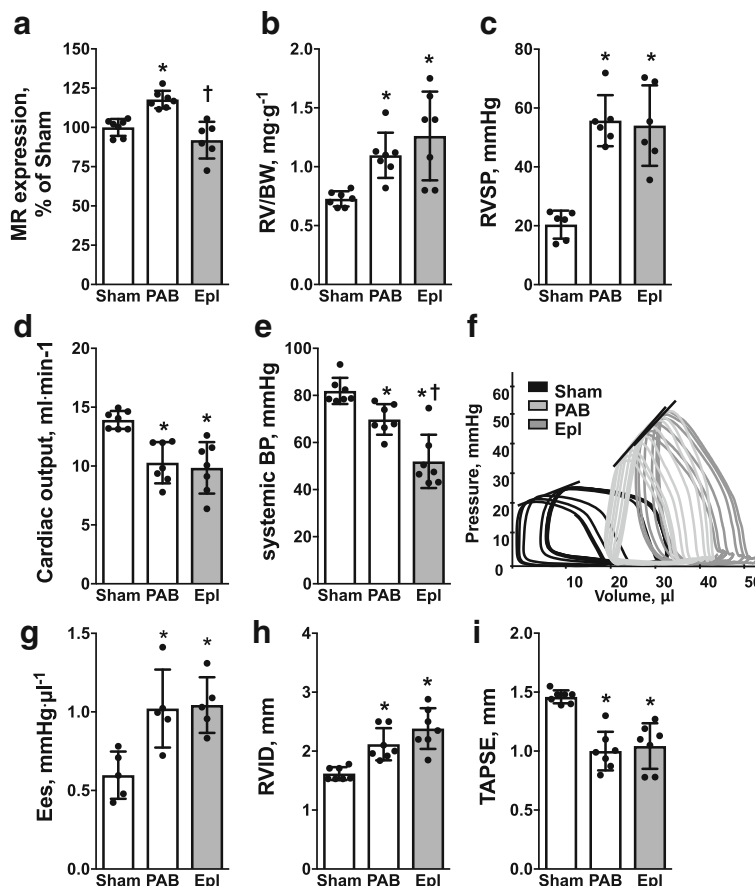 a
MR expression,
% of Sham
150
125
100
75
50
25
0
*
†
Sham PAB Epl
b
RV/BW, mg·g-1
2.0
1.5
1.0
0.5
0.0
*
*
Sham PAB Epl
c
RVSP, mmHg
80
60
40
20
0
*
*
Sham PAB Epl
d
Cardiac output, ml·min-1
20
15
10
5
0
*
*
Sham PAB Epl
e
systemic BP, mmHg
100
80
60
40
20
0
*
*†
Sham PAB Epl
f
Pressure, mmHg
60
50
40
30
20
10
0
Sham
PAB
Epl
10 20 30 40 50
Volume, µl
g
Ees, mmHg·µl-1
1.5
1.0
0.5
0.0
*
*
Sham PAB Epl
h
RVID, mm
4
3
2
1
0
*
*
Sham PAB Epl
i
TAPSE, mm
2.0
1.5
1.0
0.5
0.0
*
*
Sham PAB Epl